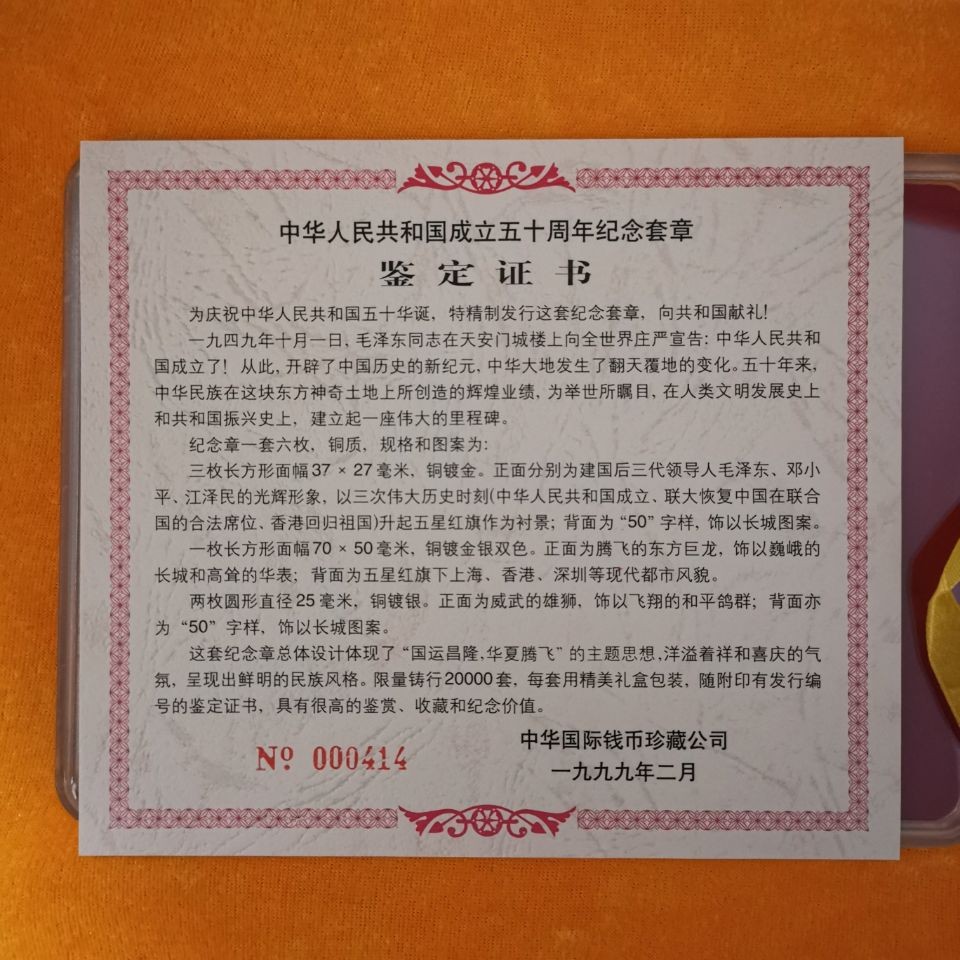 中华人民共和国成立五十周年纪念套章
鉴定证书
为庆祝中华人民共和国五十华诞，特精制发行这套纪念套章，向共和国献礼！
一九四九年十月一日，毛泽东同志在天安门城楼上向全世界庄严宣告：中华人民共和
国成立了！从此，开辟了中国历史的新纪元，中华大地发生了翻天覆地的变化。五十年来，
中华民族在这块东方神奇土地上所创造的辉煌业绩，为举世所瞩目，在人类文明发展史上
和共和国振兴史上，建立起一座伟大的里程碑。
纪念章一套六枚，铜质，规格和图案为：
三枚长方形面幅37×27毫米，铜镀金。正面分别为建国后三代领导人毛泽东、邓小
平、江泽民的光辉形象，以三次伟大历史时刻(中华人民共和国成立、联大恢复中国在联合
国的合法席位、香港回归祖国)升起五星红旗作为衬景；背面为“50”字样，饰以长城图案。
一枚长方形面幅70×50毫米，铜镀金银双色。正面为腾飞的东方巨龙，饰以巍峨的
长城和高耸的华表；背面为五星红旗下上海、香港、深圳等现代都市风貌。
两枚圆形直径25毫米，铜镀银。正面为威武的雄狮，饰以飞翔的和平鸽群；背面亦
为“50”字样，饰以长城图案。
这套纪念章总体设计体现了“国运昌隆,华夏腾飞”的主题思想,洋溢着祥和喜庆的气
氛，呈现出鲜明的民族风格。限量铸行20000套，每套用精美礼盒包装，随附印有发行编
号的鉴定证书，具有很高的鉴赏、收藏和纪念价值。
中华国际钱币珍藏公司
№ 000414
一九九九年二月